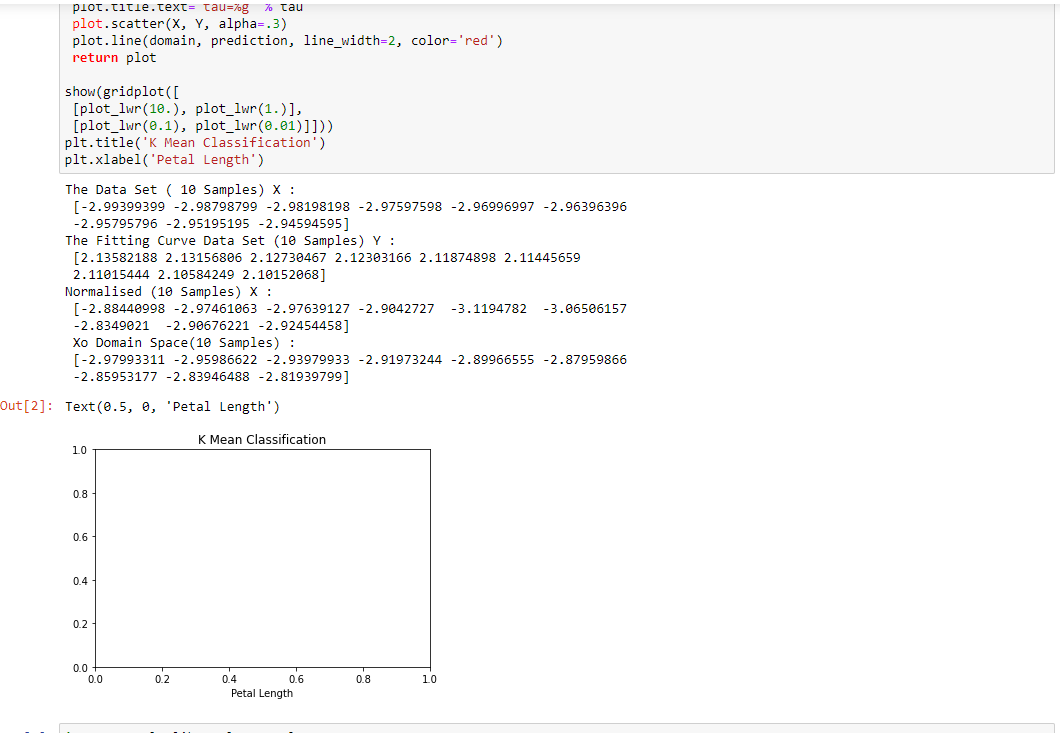 plot.title.text='tau=%g' % tau
plot.scatter(X, Y, alpha=.3)
plot.line(domain, prediction, line_width=2, color='red')
return plot
show(gridplot([
[plot_lwr(10.), plot_lwr(1.)],
[plot_lwr(0.1), plot_lwr(0.01)]]))
plt.title('K Mean Classification')
plt.xlabel('Petal Length')
The Data Set ( 10 Samples) X :
[-2.99399399 -2.98798799 -2.98198198 -2.97597598 -2.96996997 -2.96396396
-2.95795796 -2.95195195 -2.94594595]
The Fitting Curve Data Set (10 Samples) Y :
[2.13582188 2.13156806 2.12730467 2.12303166 2.11874898 2.11445659
2.11015444 2.10584249 2.10152068]
Normalised (10 Samples) X :
[-2.88440998 -2.97461063 -2.97639127 -2.9042727 -3.1194782 -3.06506157
-2.8349021 -2.90676221 -2.92454458]
Xo Domain Space(10 Samples) :
[-2.97993311 -2.95986622 -2.93979933 -2.91973244 -2.89966555 -2.87959866
-2.85953177 -2.83946488 -2.81939799]
Out[2]: Text(0.5, 0, 'Petal Length')
K Mean Classification
1.0
0.8
0.6
0.4
0.2
0.0
0.0 0.2 0.4 0.6 0.8 1.0
Petal Length